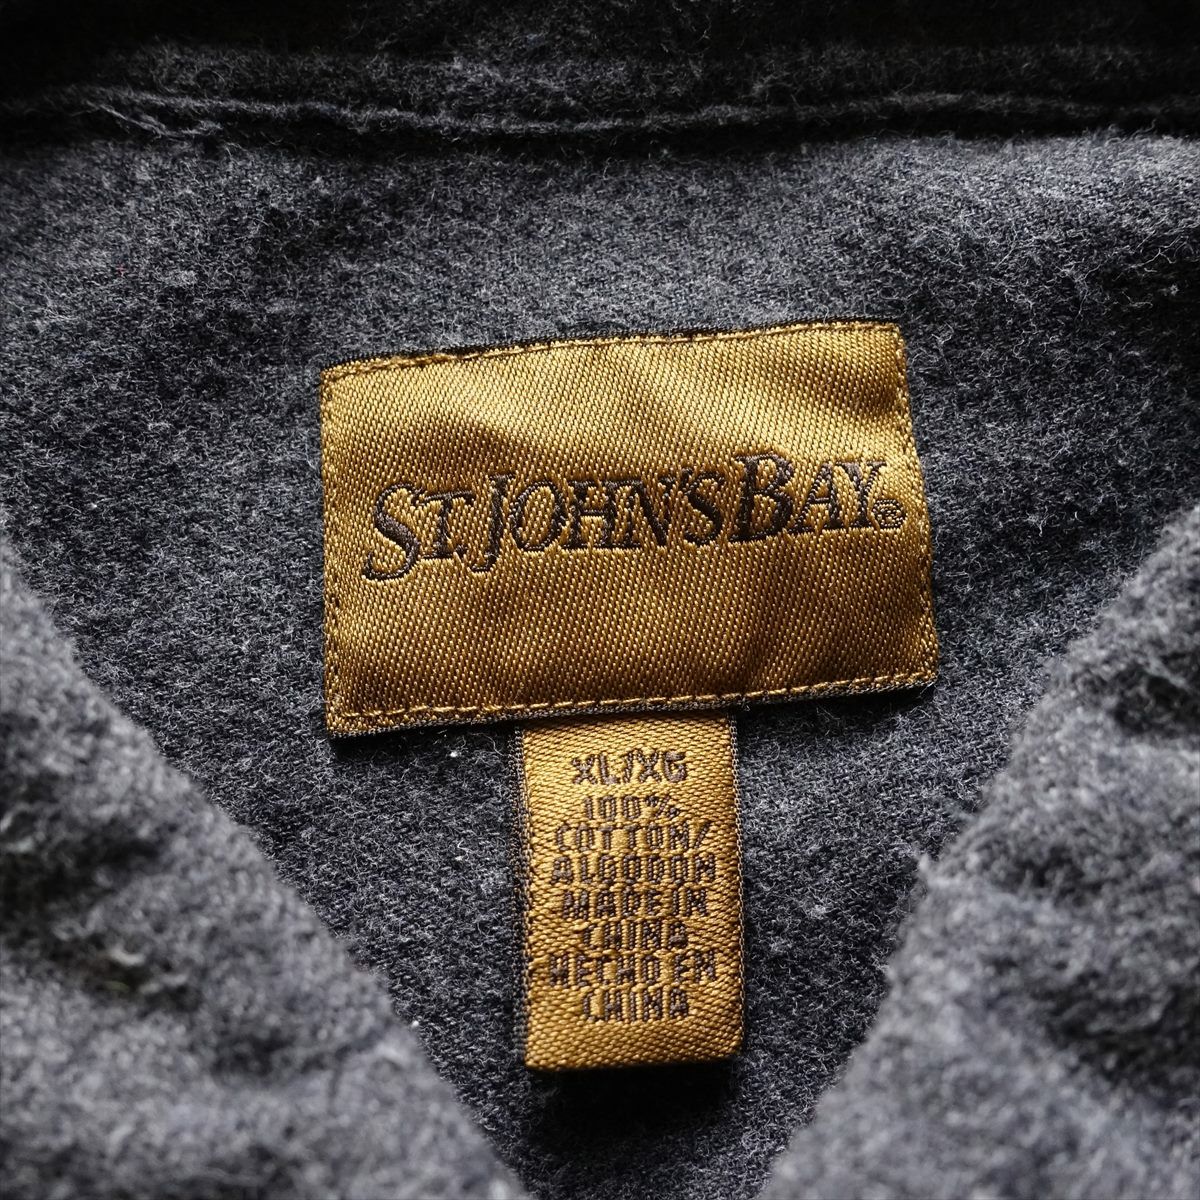 ST. JOHN'S BAY®
XL/XG
100%
COTTON/
ALGODON
MADE IN
CHINA
HECHO EN
CHINA